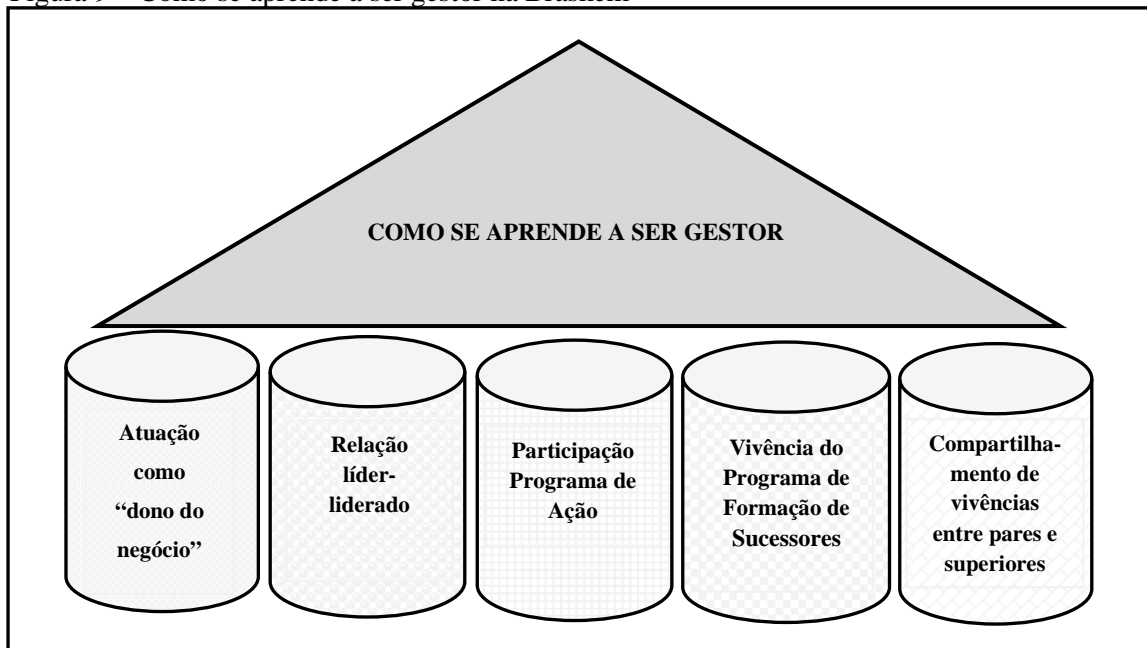 Figura 9 – Como se aprende a ser gestor na Braskem
COMO SE APRENDE A SER GESTOR
Atuação
como
“dono do
negócio”
Relação
líder-
liderado
Participação
Programa de
Ação
Vivência do
Programa de
Formação de
Sucessores
Compartilha-
mento de
vivências
entre pares e
superiores